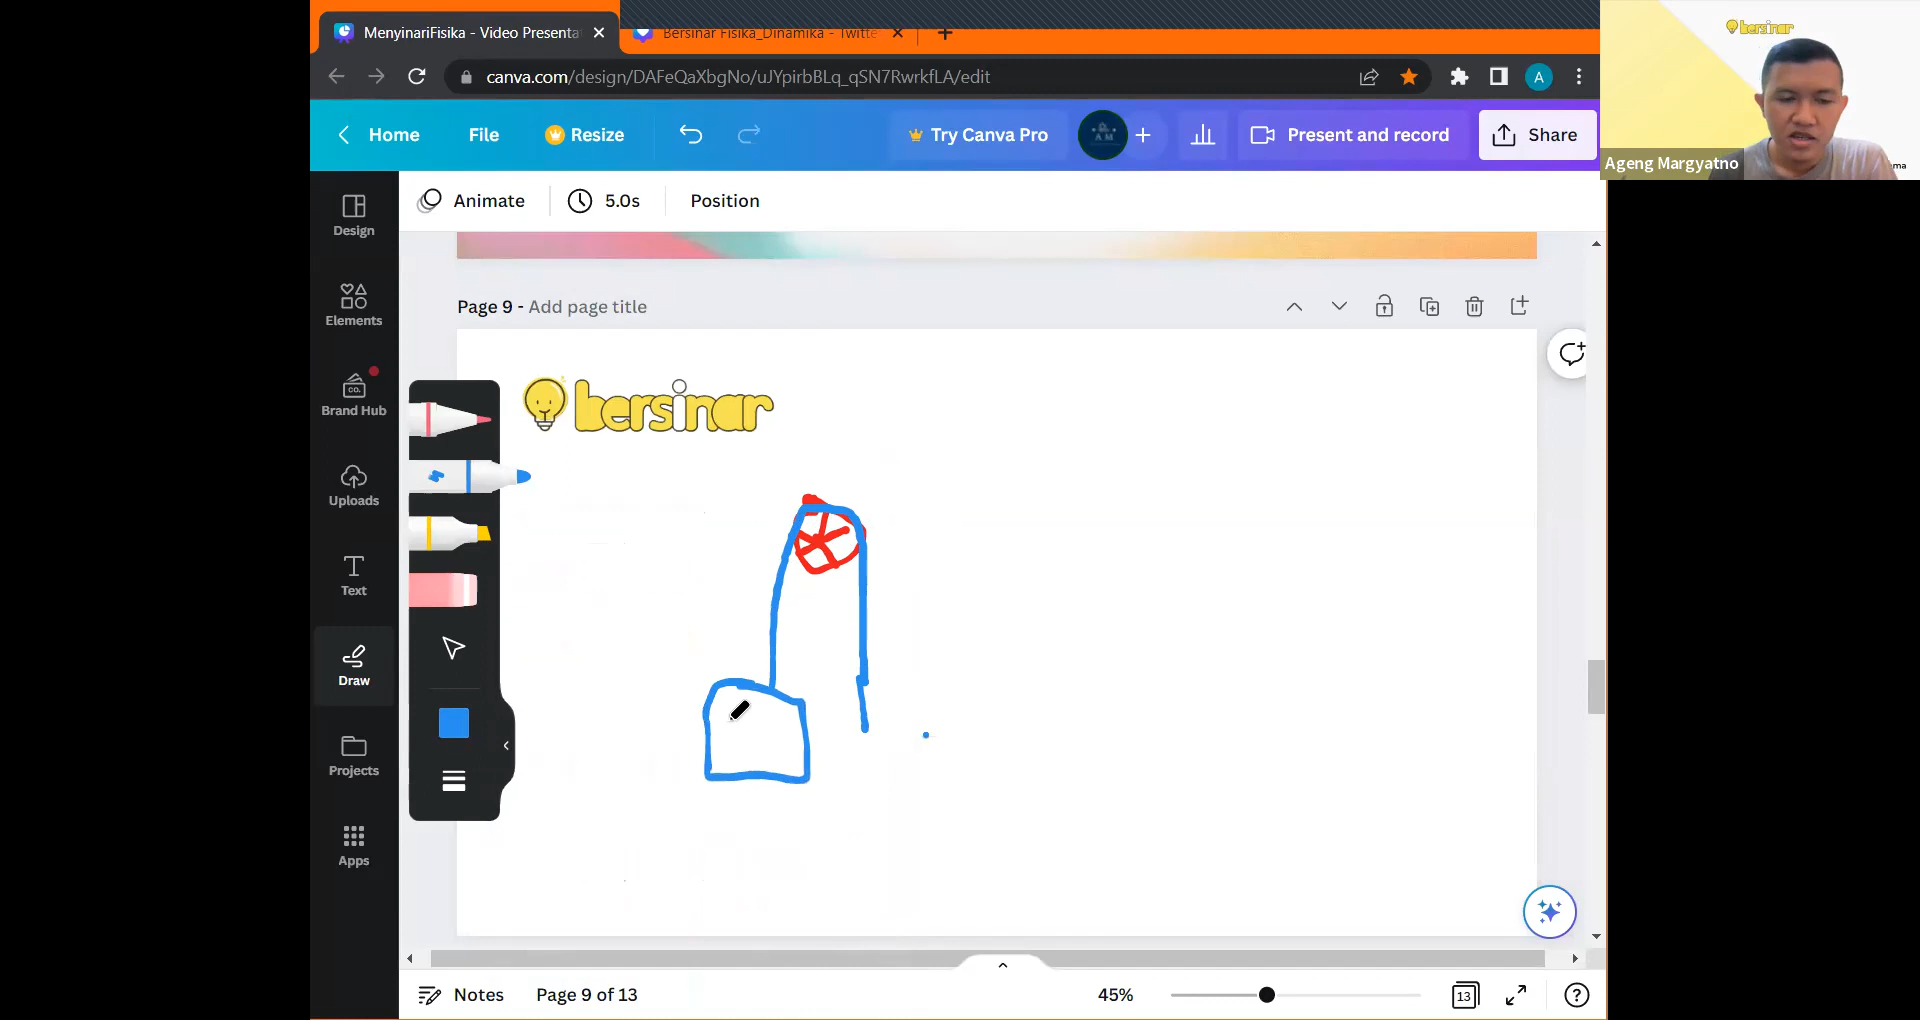 MenyinariFisika - Video Presenta
Bersinar Fisika_Dinamika - Twitte
canva.com/design/DAFeQaXbgNo/uJYpirbBLq_qSN7RwrkfLA/edit
A
bersinar
Home
File
Resize
Try Canva Pro
A M
Present and record
Share
Ageng Margyatno
ma
Animate
5.0s
Position
Design
Elements
CO.
Brand Hub
Uploads
Text
Draw
Projects
Apps
Page 9 - Add page title
bersinar
Notes
Page 9 of 13
45%
13